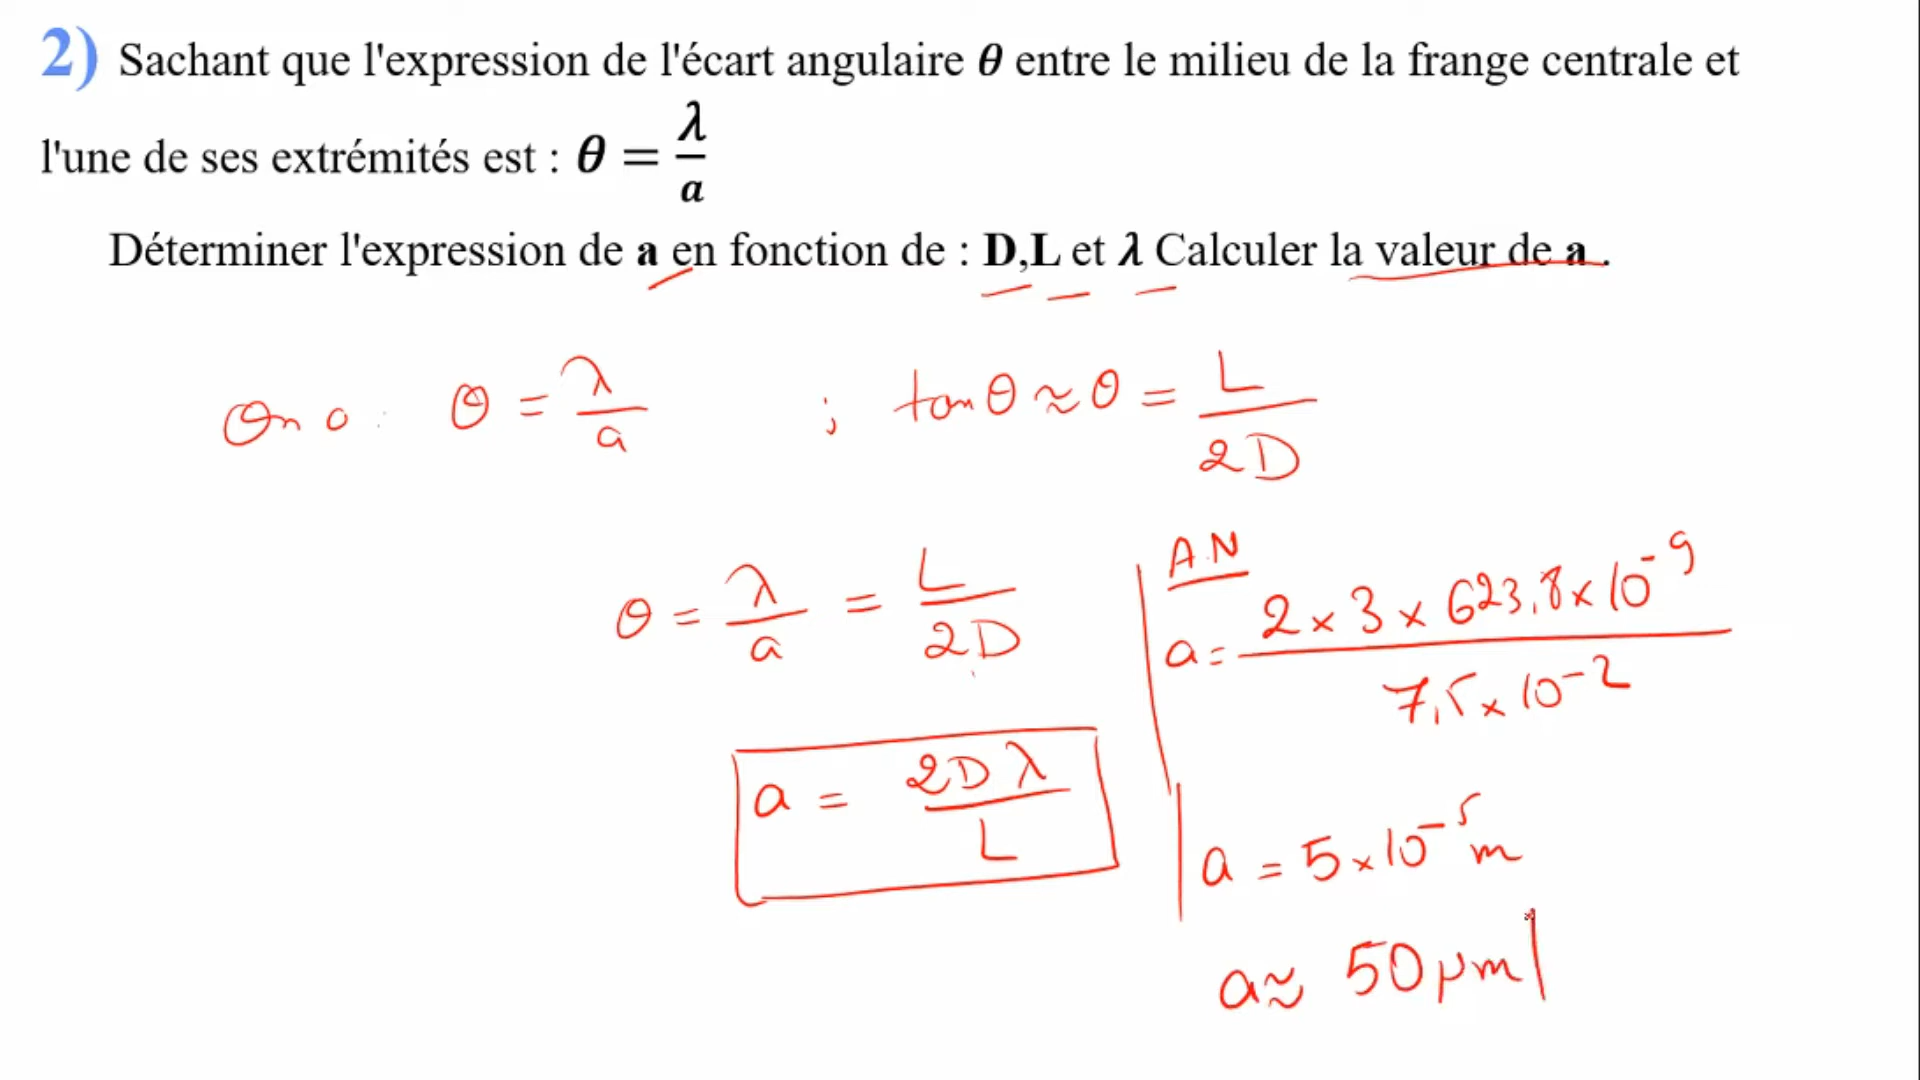 2) Sachant que l'expression de l'écart angulaire θ entre le milieu de la frange centrale et
l'une de ses extrémités est : θ = λ/a
Déterminer l'expression de a en fonction de : D,L et λ Calculer la valeur de a .
On a : θ = λ/a ; tan θ ≈ θ = L/2D
θ = λ/a = L/2D
a = 2Dλ/L
A.N
a = 2 × 3 × 623,8 × 10⁻⁹ / 7,5 × 10⁻²
a = 5 × 10⁻⁵ m
a ≈ 50 μm